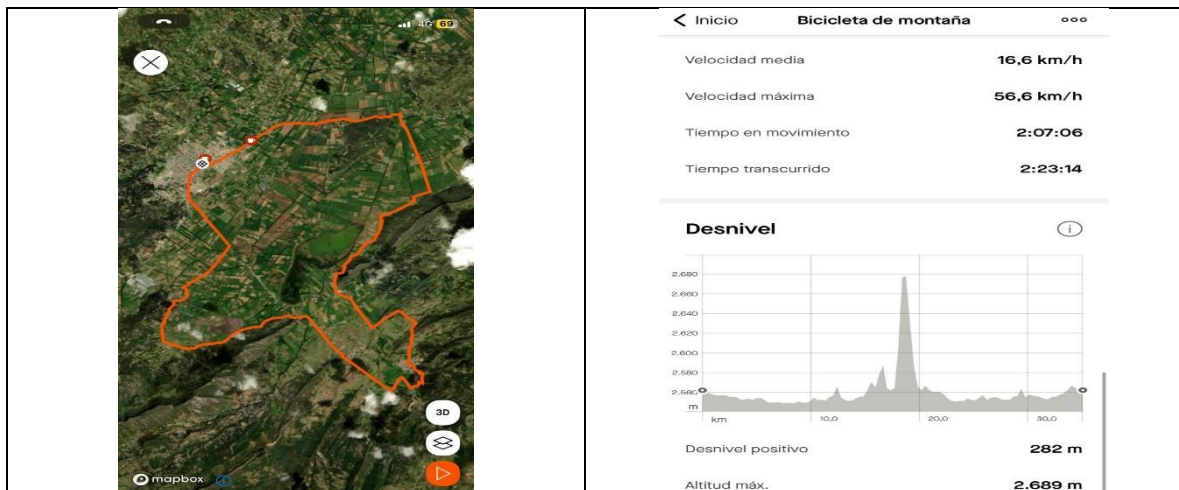 4G 69
3D
mapbox
Inicio Bicicleta de montaña
Velocidad media 16,6 km/h
Velocidad máxima 56,6 km/h
Tiempo en movimiento 2:07:06
Tiempo transcurrido 2:23:14
Desnivel
2.680
2.660
2.640
2.620
2.600
2.580
2.560
m
km 10,0 20,0 30,0
Desnivel positivo 282 m
Altitud máx. 2.689 m